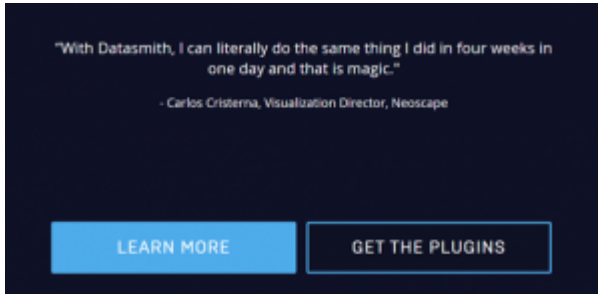 "With Datasmith, I can literally do the same thing I did in four weeks in
one day and that is magic."
- Carlos Cristerna, Visualization Director, Neoscape
LEARN MORE
GET THE PLUGINS